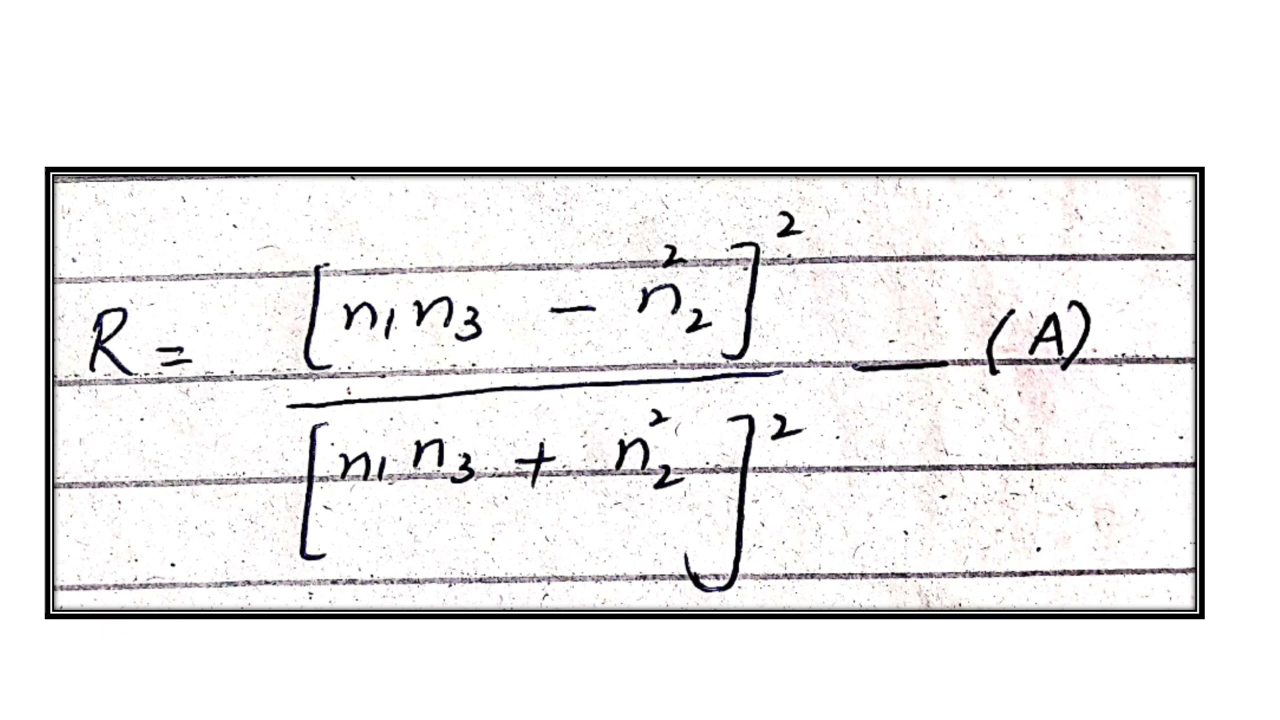 R = [n₁n₃ − n₂²]² / [n₁n₃ + n₂²]² — (A)